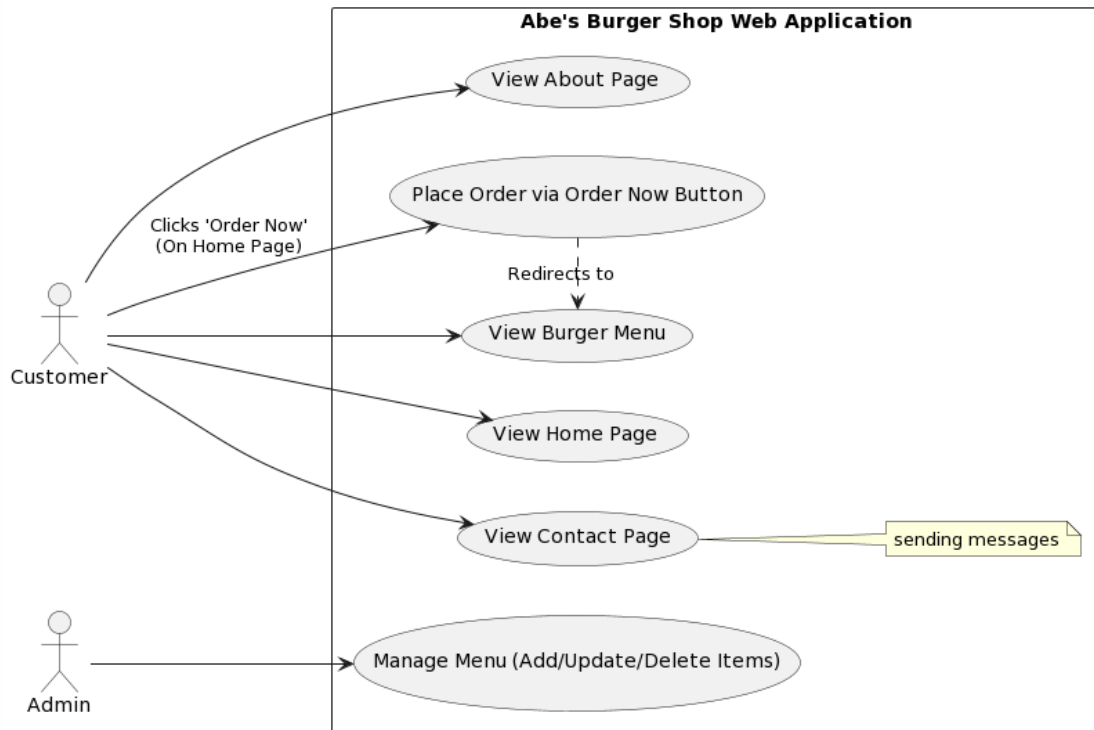 Abe's Burger Shop Web Application
View About Page
Place Order via Order Now Button
Clicks 'Order Now'
(On Home Page)
Redirects to
View Burger Menu
Customer
View Home Page
View Contact Page
sending messages
Manage Menu (Add/Update/Delete Items)
Admin